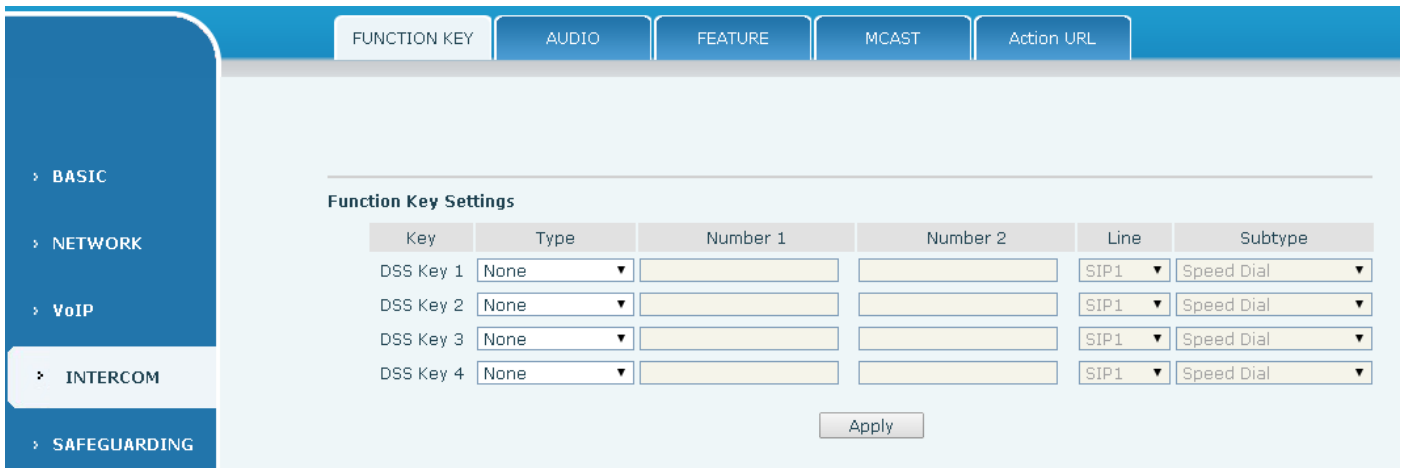 FUNCTION KEY AUDIO FEATURE MCAST Action URL
› BASIC
› NETWORK
› VoIP
› INTERCOM
› SAFEGUARDING
Function Key Settings
Key Type Number 1 Number 2 Line Subtype
DSS Key 1 None SIP1 Speed Dial
DSS Key 2 None SIP1 Speed Dial
DSS Key 3 None SIP1 Speed Dial
DSS Key 4 None SIP1 Speed Dial
Apply